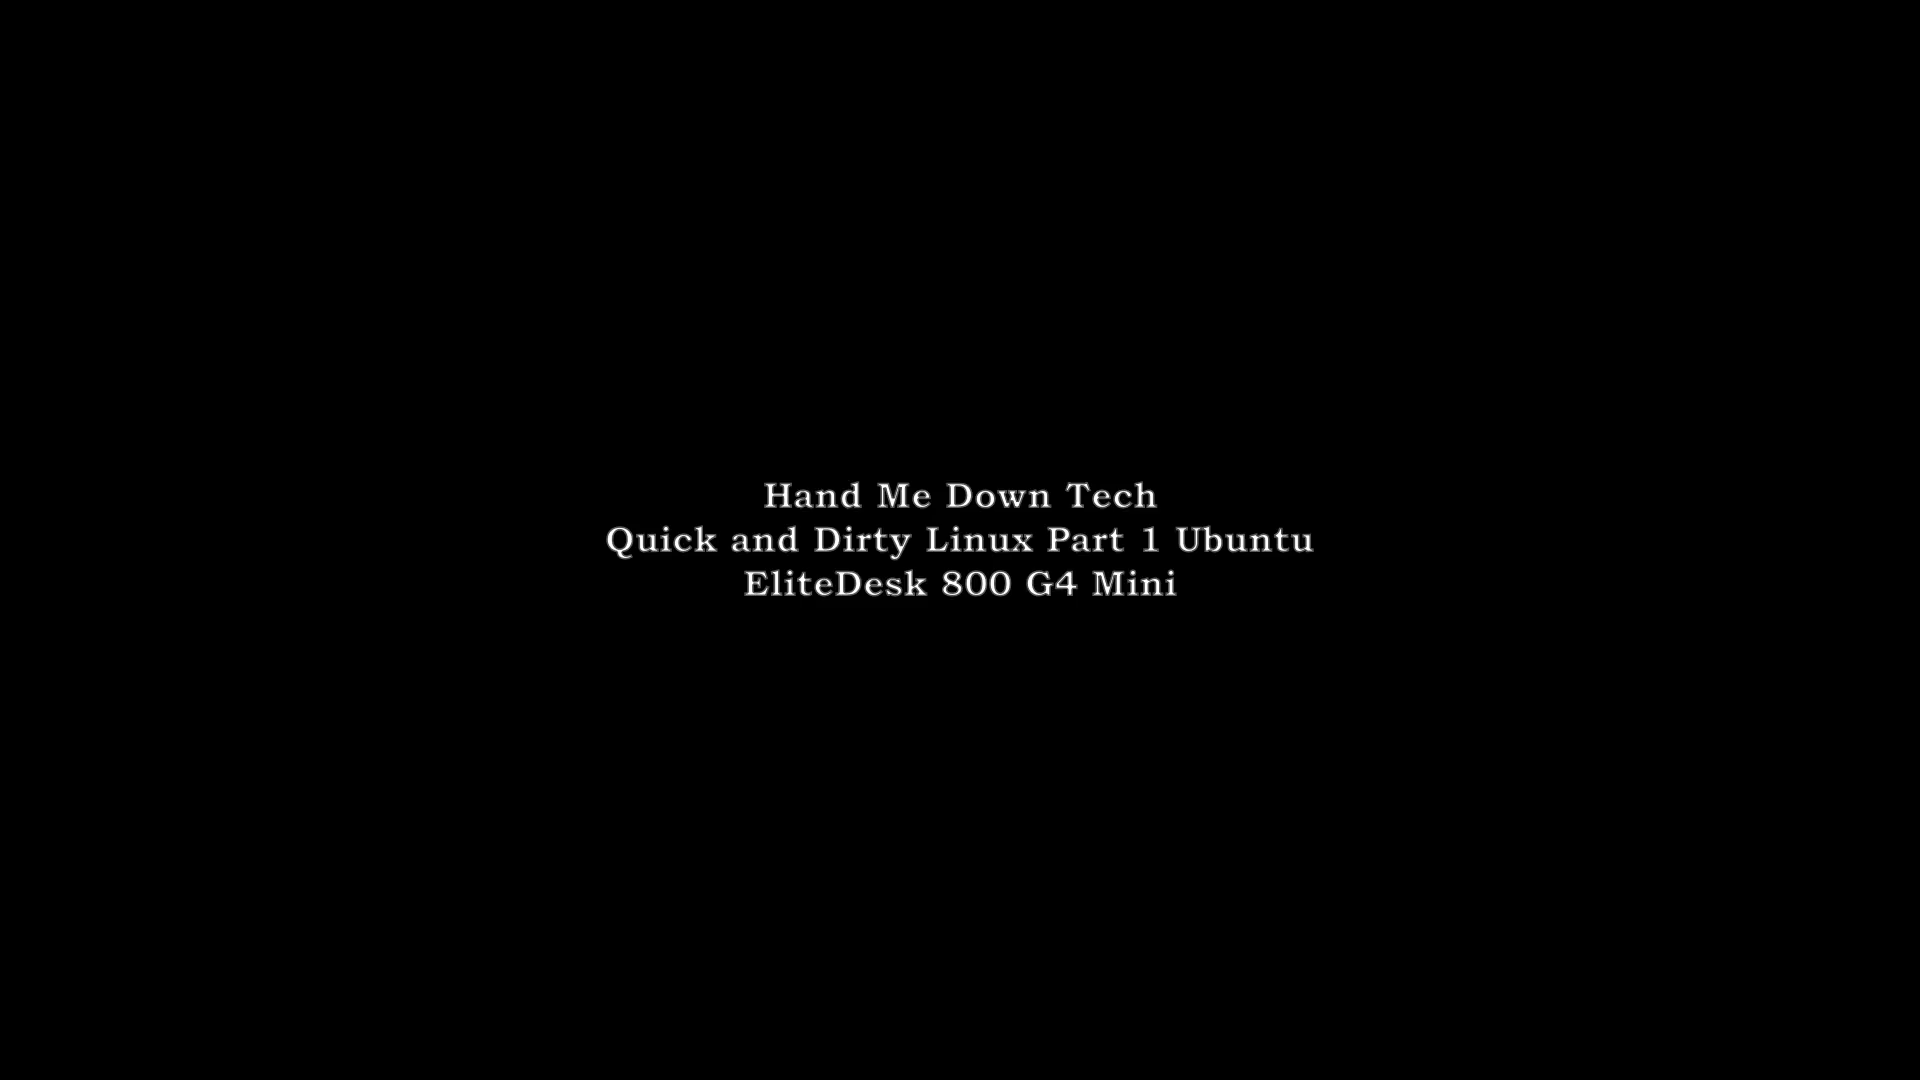 Hand Me Down Tech
Quick and Dirty Linux Part 1 Ubuntu
EliteDesk 800 G4 Mini